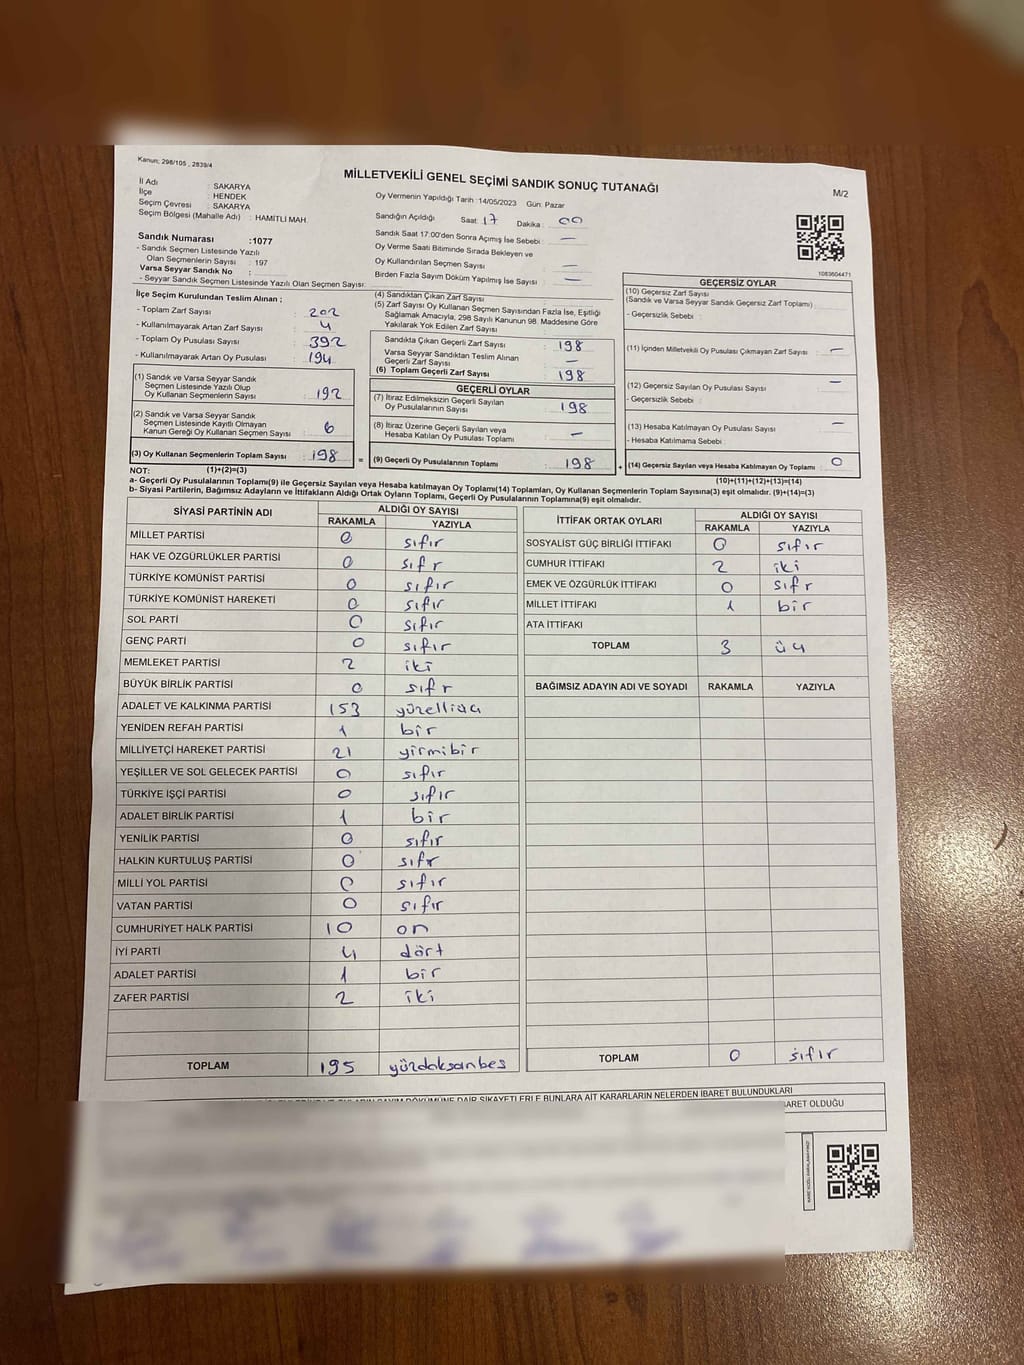 Kanun; 298/105 , 2839/4
MİLLETVEKİLİ GENEL SEÇİMİ SANDIK SONUÇ TUTANAĞI
M/2
İl Adı : SAKARYA
İlçe : HENDEK
Seçim Çevresi : SAKARYA
Seçim Bölgesi (Mahalle Adı) : HAMİTLİ MAH.
Sandık Numarası :1077
- Sandık Seçmen Listesinde Yazılı
Olan Seçmenlerin Sayısı : 197
Varsa Seyyar Sandık No :
- Seyyar Sandık Seçmen Listesinde Yazılı Olan Seçmen Sayısı:
Oy Vermenin Yapıldığı Tarih :14/05/2023 Gün: Pazar
Sandığın Açıldığı Saat: 17 Dakika : 00
Sandık Saat 17:00'den Sonra Açımış İse Sebebi : —
Oy Verme Saati Bitiminde Sırada Bekleyen ve
Oy Kullandırılan Seçmen Sayısı : —
Birden Fazla Sayım Döküm Yapılmış İse Sayısı : —
1083604471
İlçe Seçim Kurulundan Teslim Alınan ;
- Toplam Zarf Sayısı : 202
- Kullanılmayarak Artan Zarf Sayısı : 4
- Toplam Oy Pusulası Sayısı : 392
- Kullanılmayarak Artan Oy Pusulası : 194
(1) Sandık ve Varsa Seyyar Sandık
Seçmen Listesinde Yazılı Olup
Oy Kullanan Seçmenlerin Sayısı : 192
(2) Sandık ve Varsa Seyyar Sandık
Seçmen Listesinde Kayıtlı Olmayan
Kanun Gereği Oy Kullanan Seçmen Sayısı : 6
(3) Oy Kullanan Seçmenlerin Toplam Sayısı : 198
(4) Sandıktan Çıkan Zarf Sayısı
(5) Zarf Sayısı Oy Kullanan Seçmen Sayısından Fazla İse, Eşitliği
Sağlamak Amacıyla, 298 Sayılı Kanunun 98. Maddesine Göre
Yakılarak Yok Edilen Zarf Sayısı
Sandıkta Çıkan Geçerli Zarf Sayısı : 198
Varsa Seyyar Sandıktan Teslim Alınan
Geçerli Zarf Sayısı : —
(6) Toplam Geçerli Zarf Sayısı : 198
GEÇERLİ OYLAR
(7) İtiraz Edilmeksizin Geçerli Sayılan
Oy Pusulalarının Sayısı : 198
(8) İtiraz Üzerine Geçerli Sayılan veya
Hesaba Katılan Oy Pusulası Toplamı : —
= (9) Geçerli Oy Pusulalarının Toplamı : 198
GEÇERSİZ OYLAR
(10) Geçersiz Zarf Sayısı
(Sandık ve Varsa Seyyar Sandık Geçersiz Zarf Toplamı)
- Geçersizlik Sebebi :
(11) İçinden Milletvekili Oy Pusulası Çıkmayan Zarf Sayısı : —
(12) Geçersiz Sayılan Oy Pusulası Sayısı : —
- Geçersizlik Sebebi :
(13) Hesaba Katılmayan Oy Pusulası Sayısı : —
- Hesaba Katılmama Sebebi :
+ (14) Geçersiz Sayılan veya Hesaba Katılmayan Oy Toplamı : 0
NOT: (1)+(2)=(3)
(10)+(11)+(12)+(13)=(14)
a- Geçerli Oy Pusulalarının Toplamı(9) ile Geçersiz Sayılan veya Hesaba katılmayan Oy Toplamı(14) Toplamları, Oy Kullanan Seçmenlerin Toplam Sayısına(3) eşit olmalıdır. (9)+(14)=(3)
b- Siyasi Partilerin, Bağımsız Adayların ve İttifakların Aldığı Ortak Oyların Toplamı, Geçerli Oy Pusulalarının Toplamına(9) eşit olmalıdır.
SİYASİ PARTİNİN ADI ALDIĞI OY SAYISI
RAKAMLA YAZIYLA
MİLLET PARTİSİ 0 sıfır
HAK VE ÖZGÜRLÜKLER PARTİSİ 0 sıfr
TÜRKİYE KOMÜNİST PARTİSİ 0 sıfır
TÜRKİYE KOMÜNİST HAREKETİ 0 sıfır
SOL PARTİ 0 sıfır
GENÇ PARTİ 0 sıfır
MEMLEKET PARTİSİ 2 iki
BÜYÜK BİRLİK PARTİSİ 0 sıfr
ADALET VE KALKINMA PARTİSİ 153 yüzelliüç
YENİDEN REFAH PARTİSİ 1 bir
MİLLİYETÇİ HAREKET PARTİSİ 21 yirmibir
YEŞİLLER VE SOL GELECEK PARTİSİ 0 sıfır
TÜRKİYE İŞÇİ PARTİSİ 0 sıfır
ADALET BİRLİK PARTİSİ 1 bir
YENİLİK PARTİSİ 0 sıfır
HALKIN KURTULUŞ PARTİSİ 0 sıfr
MİLLİ YOL PARTİSİ 0 sıfır
VATAN PARTİSİ 0 sıfır
CUMHURİYET HALK PARTİSİ 10 on
İYİ PARTİ 4 dört
ADALET PARTİSİ 1 bir
ZAFER PARTİSİ 2 iki
TOPLAM 195 yüzdoksanbes
İTTİFAK ORTAK OYLARI ALDIĞI OY SAYISI
RAKAMLA YAZIYLA
SOSYALİST GÜÇ BİRLİĞİ İTTİFAKI 0 sıfır
CUMHUR İTTİFAKI 2 iki
EMEK VE ÖZGÜRLÜK İTTİFAKI 0 sıfr
MİLLET İTTİFAKI 1 bir
ATA İTTİFAKI
TOPLAM 3 üç
BAĞIMSIZ ADAYIN ADI VE SOYADI RAKAMLA YAZIYLA
TOPLAM 0 sıfır
SAYIM DÖKÜMÜNE DAİR ŞİKAYETLERLE BUNLARA AİT KARARLARIN NELERDEN İBARET BULUNDUKLARI